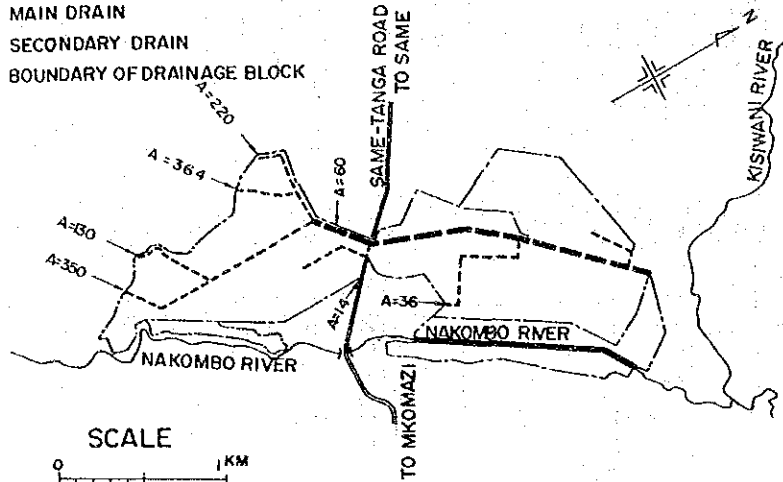 MAIN DRAIN
SECONDARY DRAIN
BOUNDARY OF DRAINAGE BLOCK
A=220
A=364
A=60
SAME-TANGA ROAD
TO SAME
N
KISIWANI RIVER
A=130
A=350
A=14
A=36
NAKOMBO RIVER
NAKOMBO RIVER
TO MKOMAZI
SCALE
0
1 KM